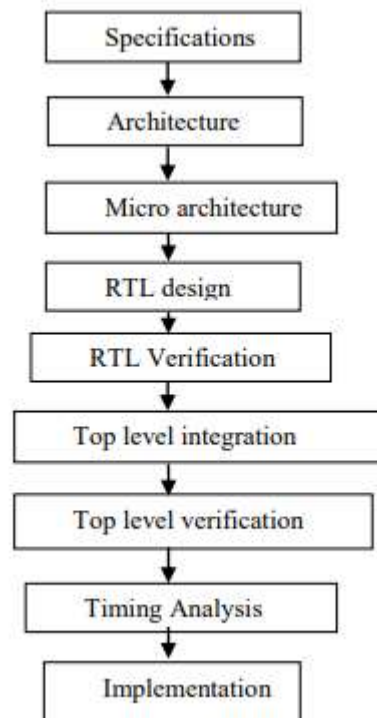 Specifications
Architecture
Micro architecture
RTL design
RTL Verification
Top level integration
Top level verification
Timing Analysis
Implementation